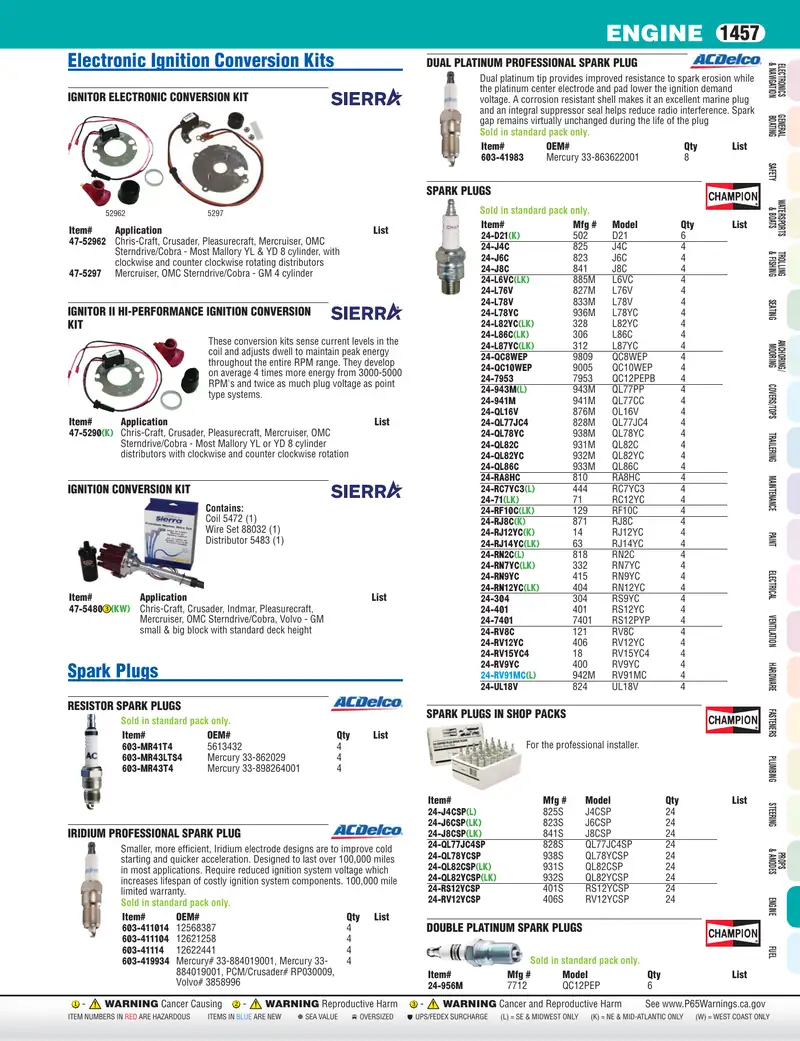 ENGINE 1457
Electronic Ignition Conversion Kits
IGNITOR ELECTRONIC CONVERSION KIT
SIERRA
52962
5297
Item# Application List
47-52962 Chris-Craft, Crusader, Pleasurecraft, Mercruiser, OMC
Sterndrive/Cobra - Most Mallory YL & YD 8 cylinder, with
clockwise and counter clockwise rotating distributors
47-5297 Mercruiser, OMC Sterndrive/Cobra - GM 4 cylinder
IGNITOR II HI-PERFORMANCE IGNITION CONVERSION
KIT
SIERRA
These conversion kits sense current levels in the
coil and adjusts dwell to maintain peak energy
throughout the entire RPM range. They develop
on average 4 times more energy from 3000-5000
RPM's and twice as much plug voltage as point
type systems.
Item# Application List
47-5290(K) Chris-Craft, Crusader, Pleasurecraft, Mercruiser, OMC
Sterndrive/Cobra - Most Mallory YL or YD 8 cylinder
distributors with clockwise and counter clockwise rotation
IGNITION CONVERSION KIT
SIERRA
Sierra
Contains:
Coil 5472 (1)
Wire Set 88032 (1)
Distributor 5483 (1)
Item# Application List
47-5480 3 (KW) Chris-Craft, Crusader, Indmar, Pleasurecraft,
Mercruiser, OMC Sterndrive/Cobra, Volvo - GM
small & big block with standard deck height
Spark Plugs
RESISTOR SPARK PLUGS
ACDelco
Sold in standard pack only.
Item# OEM# Qty List
603-MR41T4 5613432 4
603-MR43LTS4 Mercury 33-862029 4
603-MR43T4 Mercury 33-898264001 4
AC
IRIDIUM PROFESSIONAL SPARK PLUG
ACDelco
Smaller, more efficient, Iridium electrode designs are to improve cold
starting and quicker acceleration. Designed to last over 100,000 miles
in most applications. Require reduced ignition system voltage which
increases lifespan of costly ignition system components. 100,000 mile
limited warranty.
Sold in standard pack only.
Item# OEM# Qty List
603-411014 12568387 4
603-411104 12621258 4
603-41114 12622441 4
603-419934 Mercury# 33-884019001, Mercury 33- 4
884019001, PCM/Crusader# RP030009,
Volvo# 3858996
DUAL PLATINUM PROFESSIONAL SPARK PLUG
ACDelco
Dual platinum tip provides improved resistance to spark erosion while
the platinum center electrode and pad lower the ignition demand
voltage. A corrosion resistant shell makes it an excellent marine plug
and an integral suppressor seal helps reduce radio interference. Spark
gap remains virtually unchanged during the life of the plug
Sold in standard pack only.
Item# OEM# Qty List
603-41983 Mercury 33-863622001 8
SPARK PLUGS
CHAMPION
Sold in standard pack only.
Item# Mfg # Model Qty List
24-D21(K) 502 D21 6
24-J4C 825 J4C 4
24-J6C 823 J6C 4
24-J8C 841 J8C 4
24-L6VC(LK) 885M L6VC 4
24-L76V 827M L76V 4
24-L78V 833M L78V 4
24-L78YC 936M L78YC 4
24-L82YC(LK) 328 L82YC 4
24-L86C(LK) 306 L86C 4
24-L87YC(LK) 312 L87YC 4
24-QC8WEP 9809 QC8WEP 4
24-QC10WEP 9005 QC10WEP 4
24-7953 7953 QC12PEPB 4
24-943M(L) 943M QL77PP 4
24-941M 941M QL77CC 4
24-QL16V 876M OL16V 4
24-QL77JC4 828M QL77JC4 4
24-QL78YC 938M QL78YC 4
24-QL82C 931M QL82C 4
24-QL82YC 932M QL82YC 4
24-QL86C 933M QL86C 4
24-RA8HC 810 RA8HC 4
24-RC7YC3(L) 444 RC7YC3 4
24-71(LK) 71 RC12YC 4
24-RF10C(LK) 129 RF10C 4
24-RJ8C(K) 871 RJ8C 4
24-RJ12YC(K) 14 RJ12YC 4
24-RJ14YC(LK) 63 RJ14YC 4
24-RN2C(L) 818 RN2C 4
24-RN7YC(LK) 332 RN7YC 4
24-RN9YC 415 RN9YC 4
24-RN12YC(LK) 404 RN12YC 4
24-304 304 RS9YC 4
24-401 401 RS12YC 4
24-7401 7401 RS12PYP 4
24-RV8C 121 RV8C 4
24-RV12YC 406 RV12YC 4
24-RV15YC4 18 RV15YC4 4
24-RV9YC 400 RV9YC 4
24-RV91MC(L) 942M RV91MC 4
24-UL18V 824 UL18V 4
SPARK PLUGS IN SHOP PACKS
CHAMPION
For the professional installer.
Item# Mfg # Model Qty List
24-J4CSP(L) 825S J4CSP 24
24-J6CSP(LK) 823S J6CSP 24
24-J8CSP(LK) 841S J8CSP 24
24-QL77JC4SP 828S QL77JC4SP 24
24-QL78YCSP 938S QL78YCSP 24
24-QL82CSP(LK) 931S QL82CSP 24
24-QL82YCSP(LK) 932S QL82YCSP 24
24-RS12YCSP 401S RS12YCSP 24
24-RV12YCSP 406S RV12YCSP 24
DOUBLE PLATINUM SPARK PLUGS
CHAMPION
Sold in standard pack only.
Item# Mfg # Model Qty List
24-956M 7712 QC12PEP 6
ELECTRONICS
& NAVIGATION
GENERAL
BOATING
SAFETY
WATERSPORTS
& BOATS
TROLLING
& FISHING
SEATING
ANCHORING/
MOORING
COVERS/TOPS
TRAILERING
MAINTENANCE
PAINT
ELECTRICAL
VENTILATION
HARDWARE
FASTENERS
PLUMBING
STEERING
PROPS
& ANODES
ENGINE
FUEL
1 - WARNING Cancer Causing 2 - WARNING Reproductive Harm 3 - WARNING Cancer and Reproductive Harm See www.P65Warnings.ca.gov
ITEM NUMBERS IN RED ARE HAZARDOUS ITEMS IN BLUE ARE NEW SEA VALUE OVERSIZED UPS/FEDEX SURCHARGE (L) = SE & MIDWEST ONLY (K) = NE & MID-ATLANTIC ONLY (W) = WEST COAST ONLY